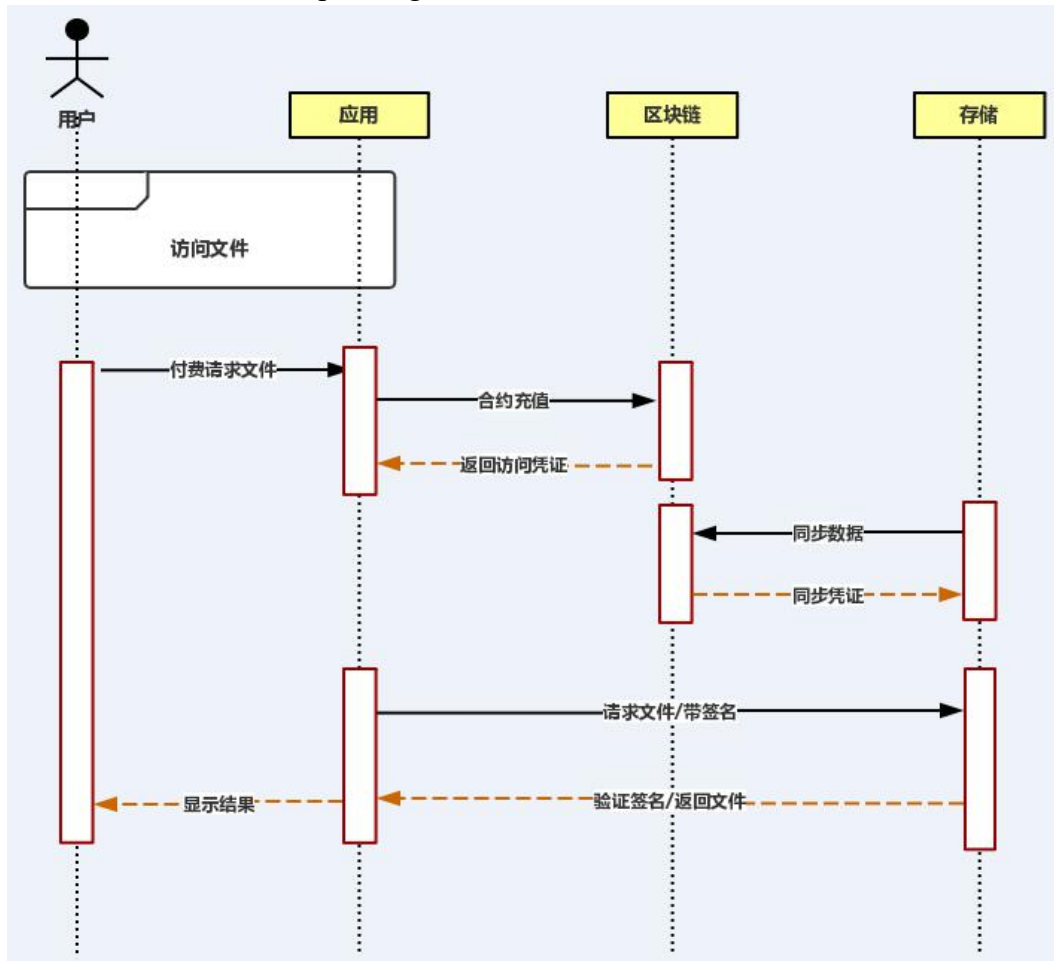 用户
应用
区块链
存储
访问文件
付费请求文件
合约充值
返回访问凭证
同步数据
同步凭证
请求文件/带签名
验证签名/返回文件
显示结果